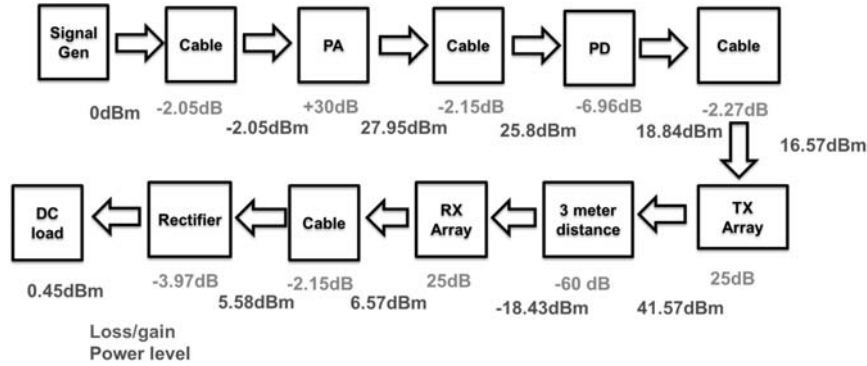 Signal
Gen
Cable
PA
Cable
PD
Cable
0dBm
-2.05dB
-2.05dBm
+30dB
27.95dBm
-2.15dB
25.8dBm
-6.96dB
18.84dBm
-2.27dB
16.57dBm
DC
load
Rectifier
Cable
RX
Array
3 meter
distance
TX
Array
0.45dBm
-3.97dB
5.58dBm
-2.15dB
6.57dBm
25dB
-18.43dBm
-60 dB
41.57dBm
25dB
Loss/gain
Power level